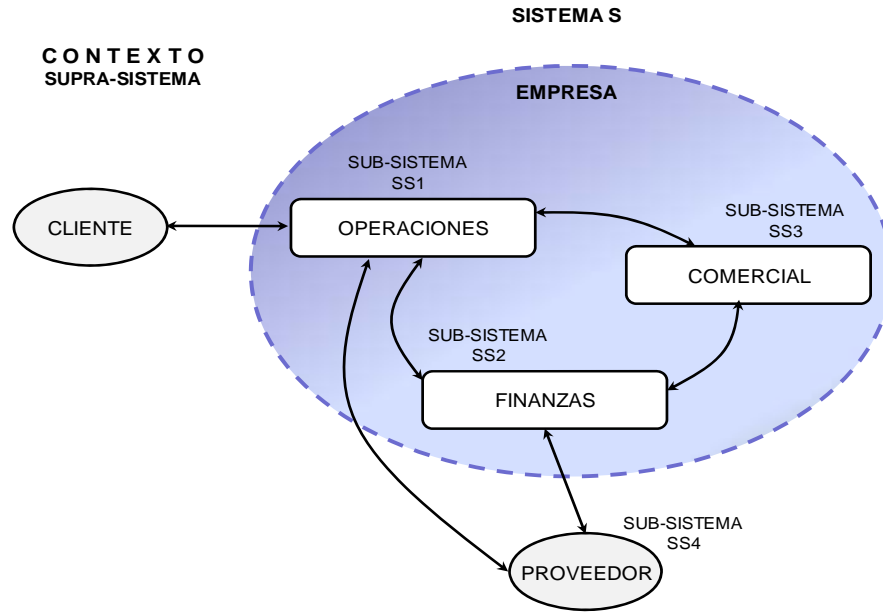 SISTEMA S
C O N T E X T O
SUPRA-SISTEMA
EMPRESA
SUB-SISTEMA
SS1
OPERACIONES
CLIENTE
SUB-SISTEMA
SS3
COMERCIAL
SUB-SISTEMA
SS2
FINANZAS
SUB-SISTEMA
SS4
PROVEEDOR